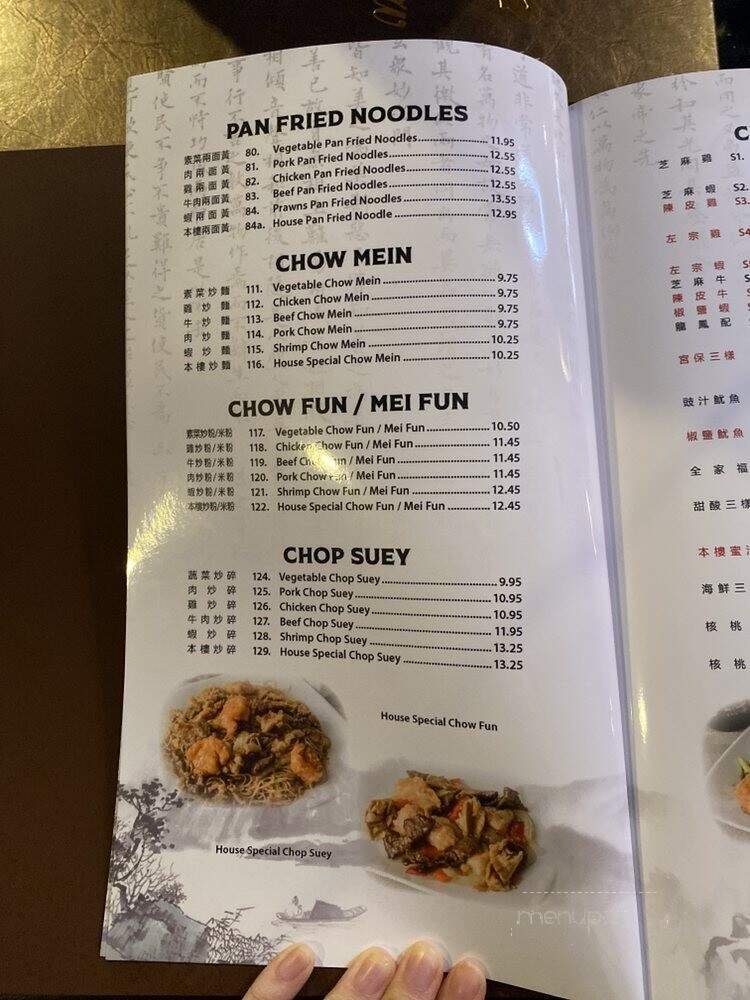 PAN FRIED NOODLES
素菜兩面黃 80. Vegetable Pan Fried Noodles 11.95
肉兩面黃 81. Pork Pan Fried Noodles 12.55
雞兩面黃 82. Chicken Pan Fried Noodles 12.55
牛肉兩面黃 83. Beef Pan Fried Noodles 12.55
蝦兩面黃 84. Prawns Pan Fried Noodles 13.55
本樓兩面黃 84a. House Pan Fried Noodle 12.95
CHOW MEIN
素菜炒麵 111. Vegetable Chow Mein 9.75
雞炒麵 112. Chicken Chow Mein 9.75
牛炒麵 113. Beef Chow Mein 9.75
肉炒麵 114. Pork Chow Mein 9.75
蝦炒麵 115. Shrimp Chow Mein 10.25
本樓炒麵 116. House Special Chow Mein 10.25
CHOW FUN / MEI FUN
素菜炒粉/米粉 117. Vegetable Chow Fun / Mei Fun 10.50
雞炒粉/米粉 118. Chicken Chow Fun / Mei Fun 11.45
牛炒粉/米粉 119. Beef Chow Fun / Mei Fun 11.45
肉炒粉/米粉 120. Pork Chow Fun / Mei Fun 11.45
蝦炒粉/米粉 121. Shrimp Chow Fun / Mei Fun 12.45
本樓炒粉/米粉 122. House Special Chow Fun / Mei Fun 12.45
CHOP SUEY
蔬菜炒碎 124. Vegetable Chop Suey 9.95
肉炒碎 125. Pork Chop Suey 10.95
雞炒碎 126. Chicken Chop Suey 10.95
牛肉炒碎 127. Beef Chop Suey 11.95
蝦炒碎 128. Shrimp Chop Suey 13.25
本樓炒碎 129. House Special Chop Suey 13.25
House Special Chow Fun
House Special Chop Suey
芝麻雞 S1.
芝麻蝦 S2.
陳皮雞 S3.
左宗雞 S4
左宗蝦
芝麻牛
陳皮牛
椒鹽蝦
龍鳳配
宮保三樣
豉汁魷魚
椒鹽魷魚
全家福
甜酸三樣
本樓蜜汁
海鮮三
核桃
核桃